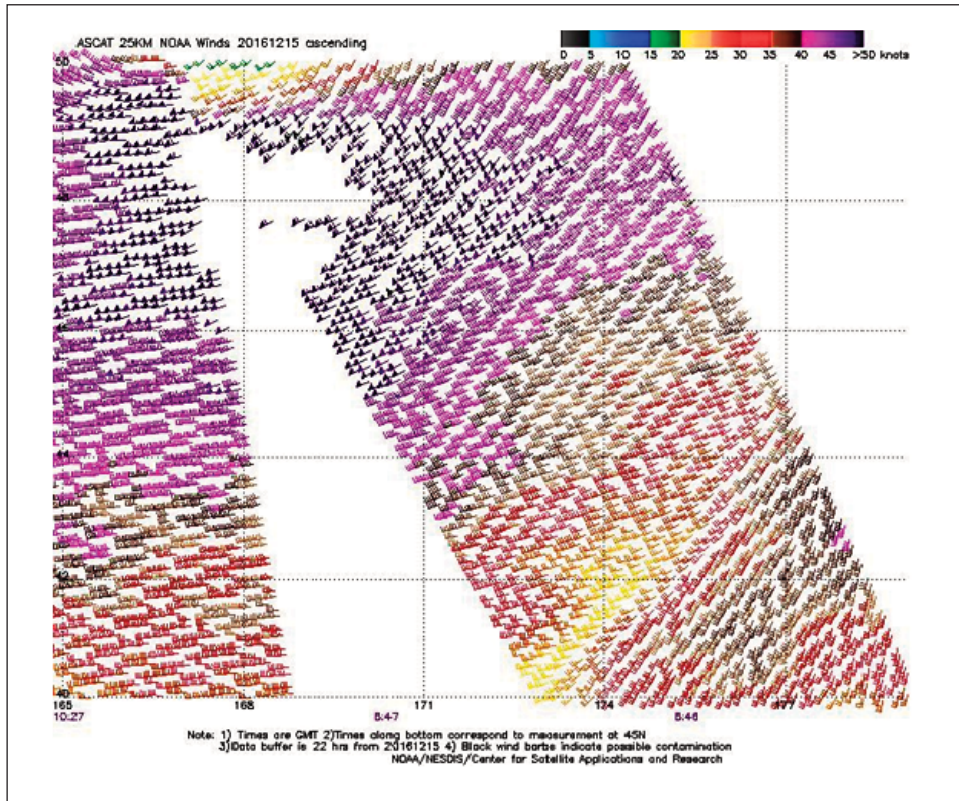 ASCAT 25KM NOAA Winds 20161215 ascending
0 5 10 15 20 25 30 35 40 45 >50 knots
50
44
42
40
165 168 171 174 177
10:27 8:47 8:46
Note: 1) Times are GMT 2)Times along bottom correspond to measurement at 45N
3)Data buffer is 22 hrs from 20161215 4) Black wind barbs indicate possible contamination
NOAA/NESDIS/Center for Satellite Applications and Research